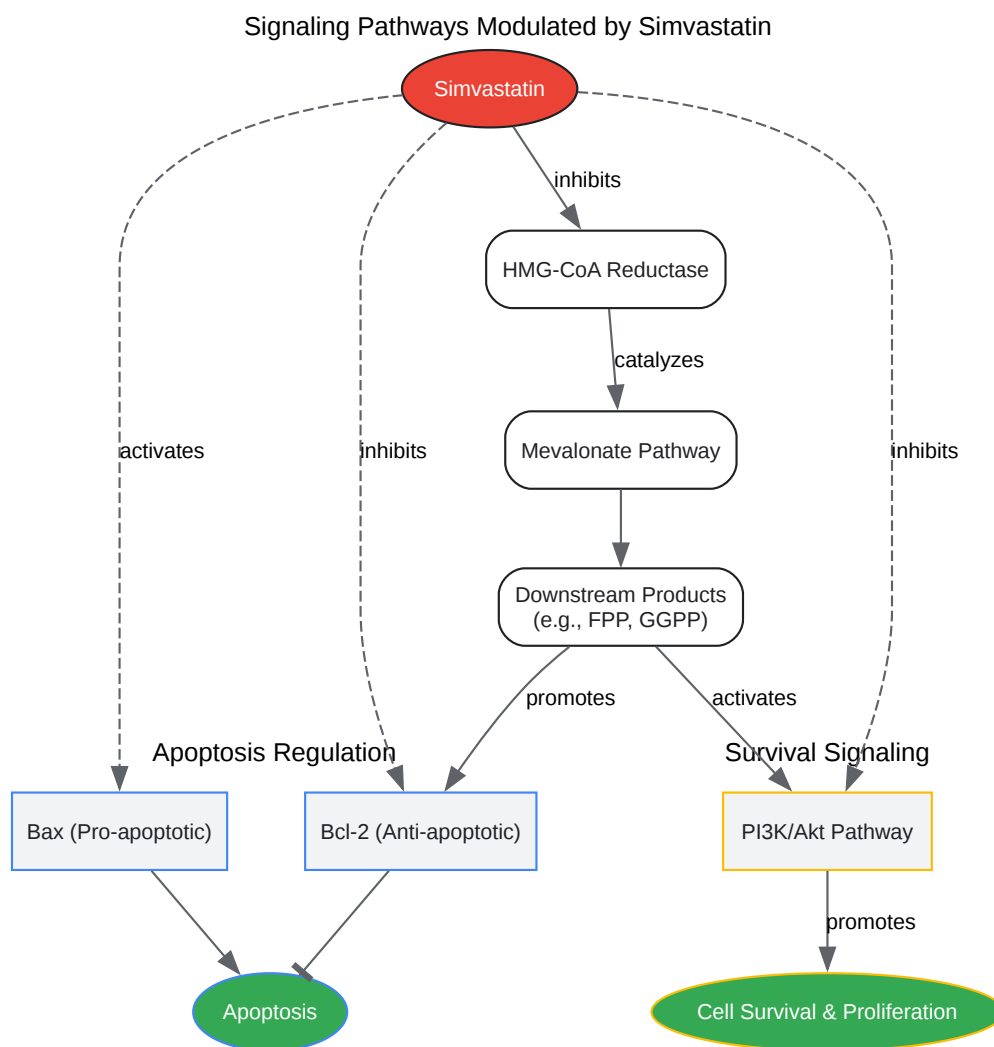 Signaling Pathways Modulated by Simvastatin
Simvastatin
inhibits
HMG-CoA Reductase
catalyzes
Mevalonate Pathway
activates
inhibits
inhibits
Downstream Products
(e.g., FPP, GGPP)
promotes
activates
Apoptosis Regulation
Survival Signaling
Bax (Pro-apoptotic)
Bcl-2 (Anti-apoptotic)
PI3K/Akt Pathway
promotes
Apoptosis
Cell Survival & Proliferation